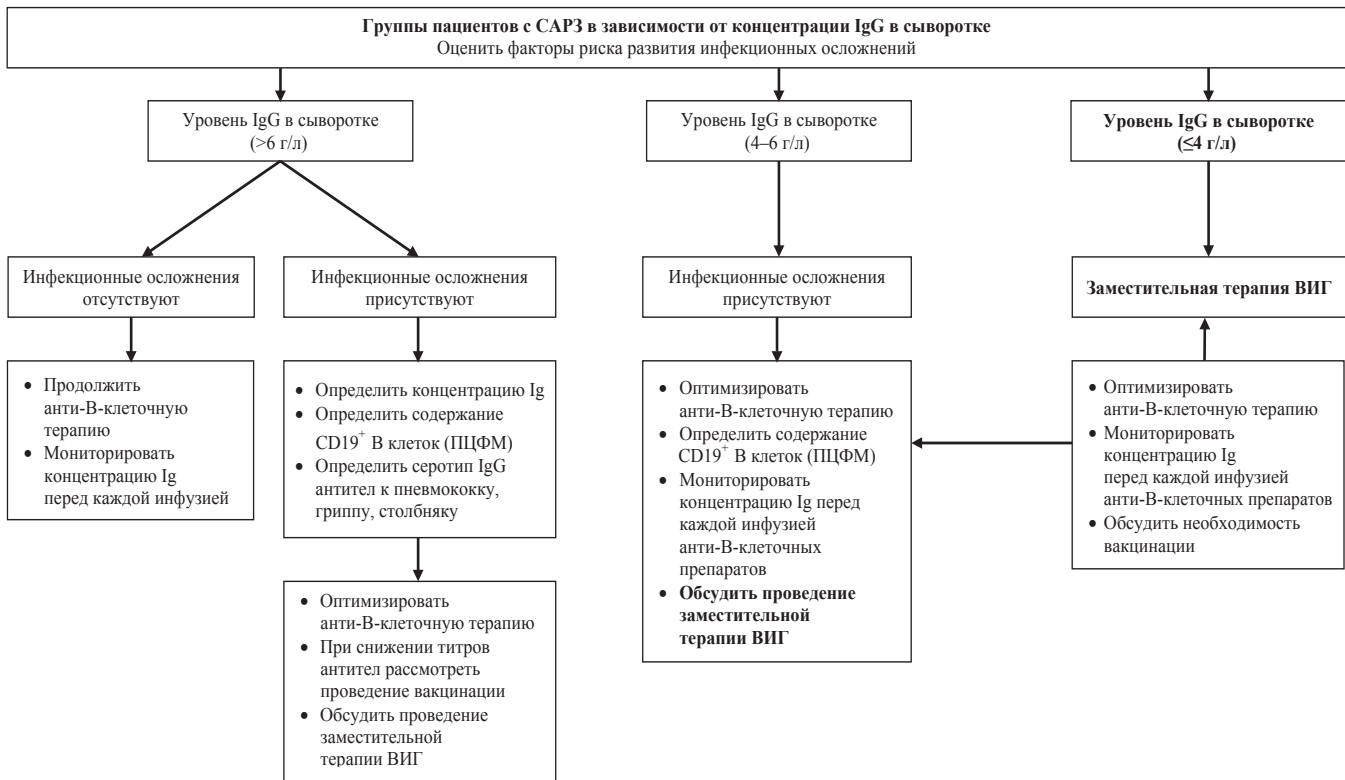 Группы пациентов с САРЗ в зависимости от концентрации IgG в сыворотке
Оценить факторы риска развития инфекционных осложнений
Уровень IgG в сыворотке
(>6 г/л)
Уровень IgG в сыворотке
(4–6 г/л)
Уровень IgG в сыворотке
(≤4 г/л)
Инфекционные осложнения
отсутствуют
Инфекционные осложнения
присутствуют
Инфекционные осложнения
присутствуют
Заместительная терапия ВИГ
• Продолжить
анти-В-клеточную
терапию
• Мониторировать
концентрацию Ig
перед каждой инфузией
• Определить концентрацию Ig
• Определить содержание
CD19⁺ В клеток (ПЦФМ)
• Определить серотип IgG
антител к пневмококку,
гриппу, столбняку
• Оптимизировать
анти-В-клеточную терапию
• При снижении титров
антител рассмотреть
проведение вакцинации
• Обсудить проведение
заместительной
терапии ВИГ
• Оптимизировать
анти-В-клеточную терапию
• Определить содержание
CD19⁺ В клеток (ПЦФМ)
• Мониторировать
концентрацию Ig перед
каждой инфузией
анти-В-клеточных
препаратов
• Обсудить проведение
заместительной
терапии ВИГ
• Оптимизировать
анти-В-клеточную терапию
• Мониторировать
концентрацию Ig
перед каждой инфузией
анти-В-клеточных препаратов
• Обсудить необходимость
вакцинации